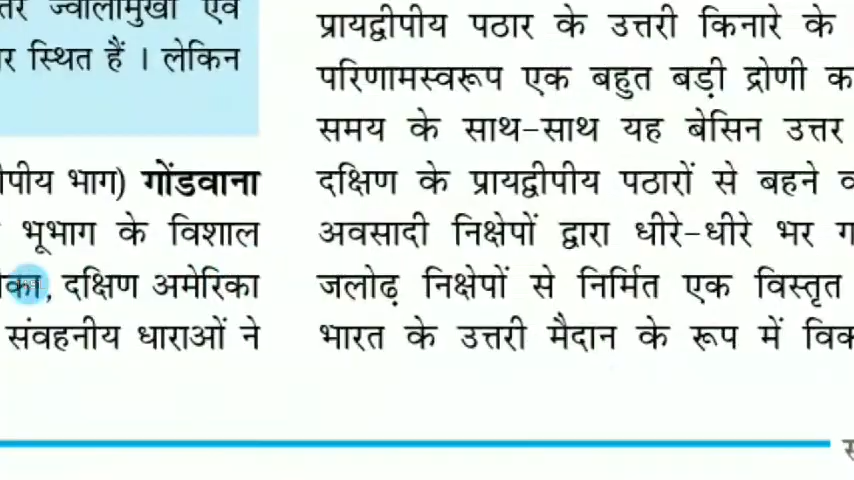 ज्वालामुखी एवं
स्थित हैं । लेकिन
भाग) गोंडवाना
भूभाग के विशाल
दक्षिण अमेरिका
संवहनीय धाराओं ने
प्रायद्वीपीय पठार के उत्तरी किनारे के
परिणामस्वरूप एक बहुत बड़ी द्रोणी
समय के साथ-साथ यह बेसिन उत्तर
दक्षिण के प्रायद्वीपीय पठारों से बहने
अवसादी निक्षेपों द्वारा धीरे-धीरे भर
जलोढ़ निक्षेपों से निर्मित एक विस्तृत
भारत के उत्तरी मैदान के रूप में